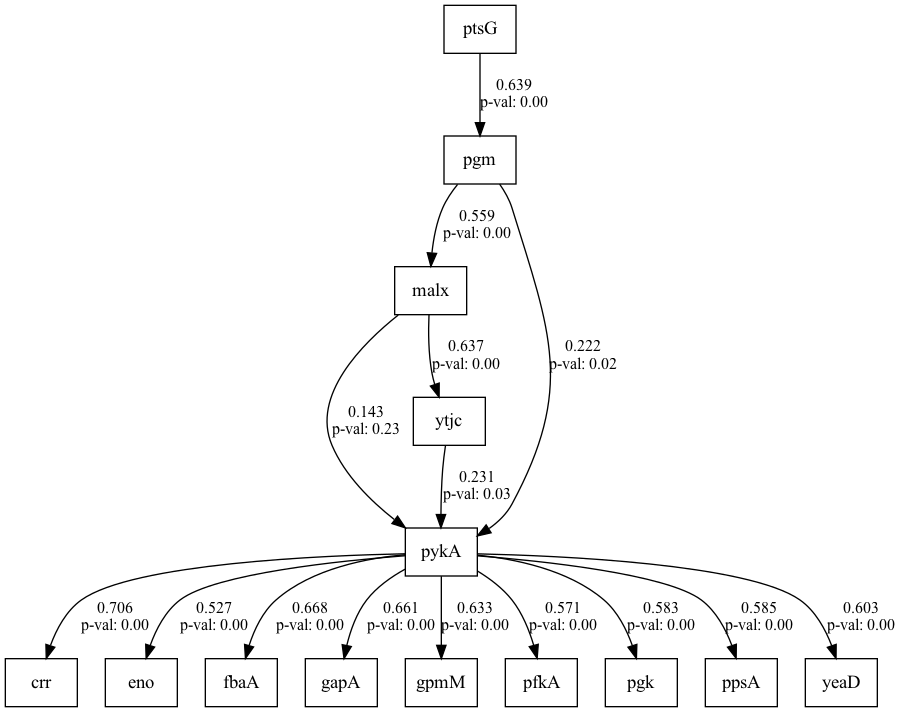 ptsG
0.639
p-val: 0.00
pgm
0.559
p-val: 0.00
malx
0.637
p-val: 0.00
0.222
p-val: 0.02
0.143
p-val: 0.23
ytjc
0.231
p-val: 0.03
pykA
0.706
p-val: 0.00
0.527
p-val: 0.00
0.668
p-val: 0.00
0.661
p-val: 0.00
0.633
p-val: 0.00
0.571
p-val: 0.00
0.583
p-val: 0.00
0.585
p-val: 0.00
0.603
p-val: 0.00
crr
eno
fbaA
gapA
gpmM
pfkA
pgk
ppsA
yeaD